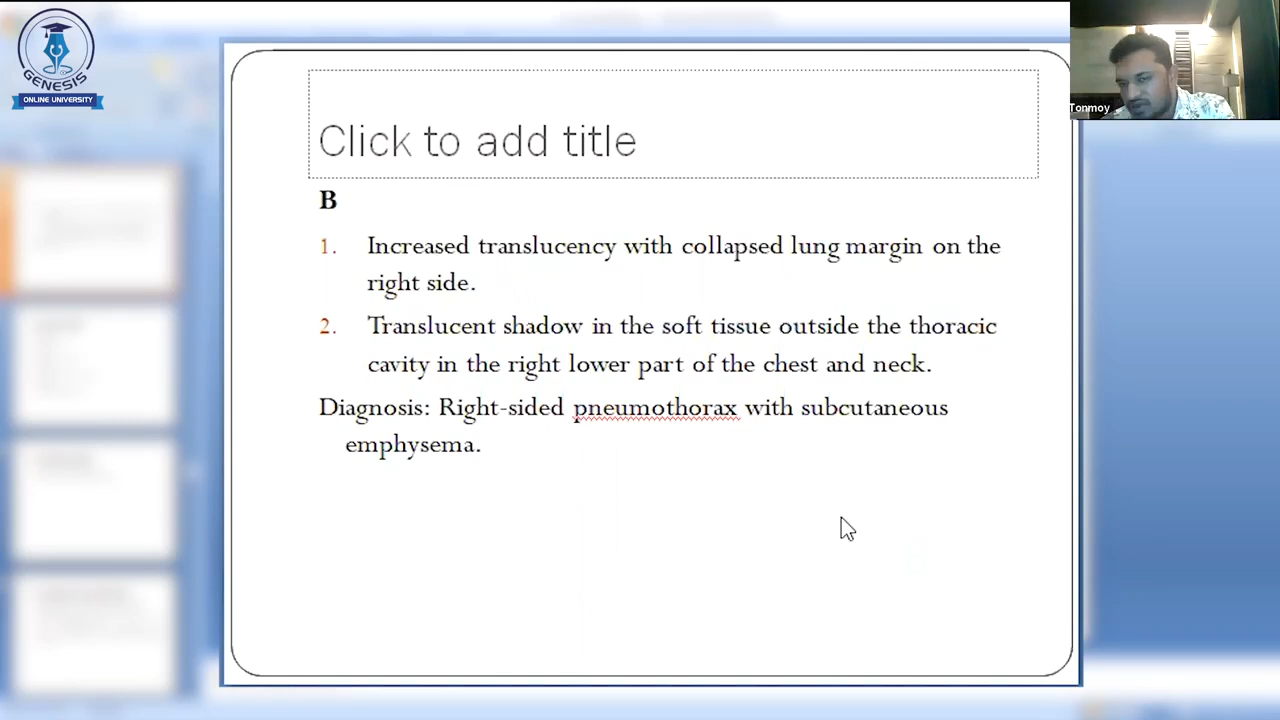 GENESIS
ONLINE UNIVERSITY
Tonmoy
Click to add title
B
1. Increased translucency with collapsed lung margin on the
right side.
2. Translucent shadow in the soft tissue outside the thoracic
cavity in the right lower part of the chest and neck.
Diagnosis: Right-sided pneumothorax with subcutaneous
emphysema.